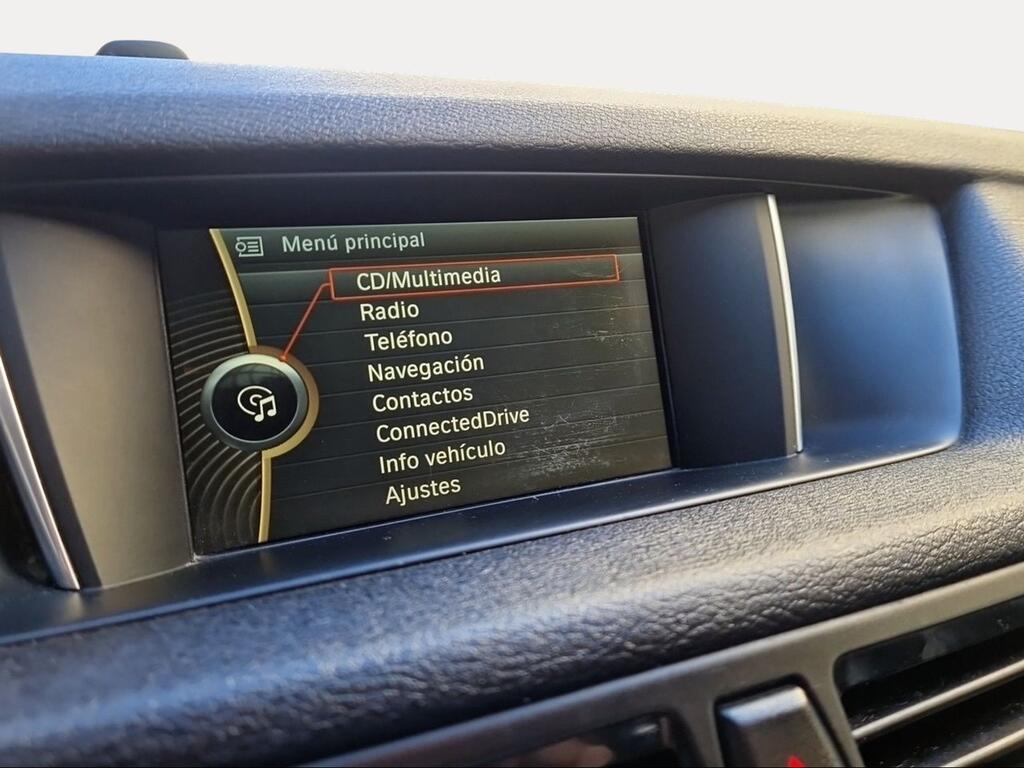 Menú principal
CD/Multimedia
Radio
Teléfono
Navegación
Contactos
ConnectedDrive
Info vehículo
Ajustes